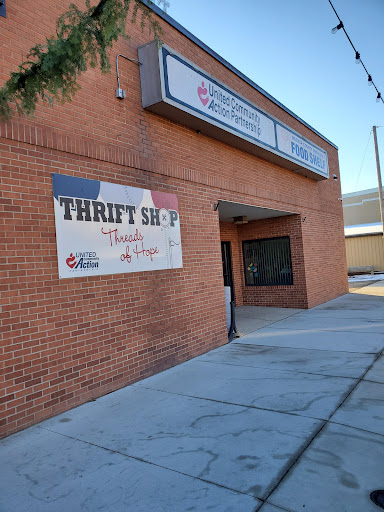 United Community
Action Partnership
FOOD SHELF
THRIFT SHOP
Threads
of Hope
UNITED
Action